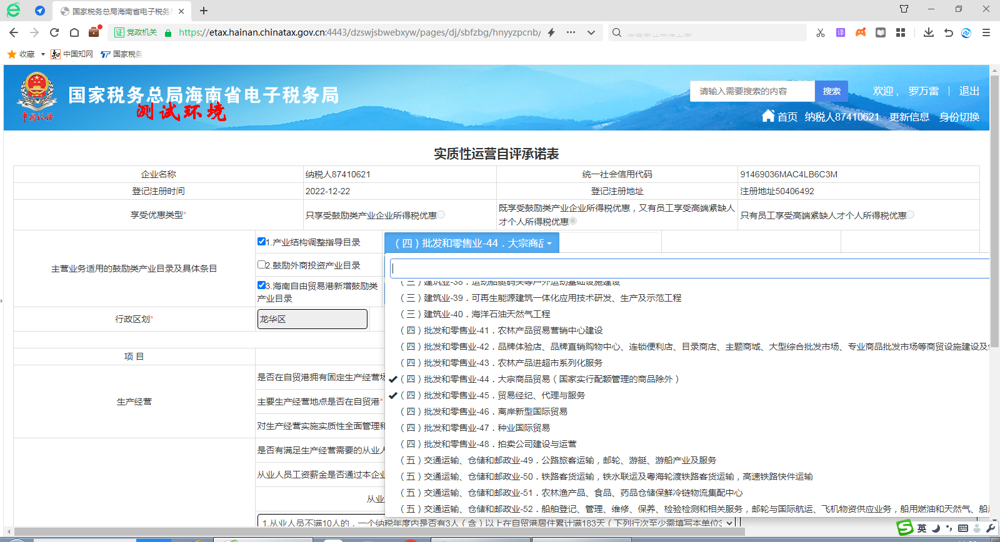 国家税务总局海南省电子税务局
证 党政机关 https://etax.hainan.chinatax.gov.cn:4443/dzswjsbwebxyw/pages/dj/sbfzbg/hnyyzpcnb/
译
收藏 知 中国知网 国家税务
国家税务总局海南省电子税务局
测试环境
中国税务
请输入需要搜索的内容 搜索 欢迎， 罗万雷 | 退出
首页 纳税人87410621 更新信息 身份切换
实质性运营自评承诺表
企业名称 纳税人87410621 统一社会信用代码 91469036MAC4LB6C3M
登记注册时间 2022-12-22 登记注册地址 注册地址50406492
享受优惠类型* 只享受鼓励类产业企业所得税优惠 既享受鼓励类产业企业所得税优惠，又有员工享受高端紧缺人才个人所得税优惠 只有员工享受高端紧缺人才个人所得税优惠
主营业务适用的鼓励类产业目录及具体条目
1.产业结构调整指导目录 （四）批发和零售业-44．大宗商品
2.鼓励外商投资产业目录
3.海南自由贸易港新增鼓励类产业目录
（三）建筑业-38．运动船艇码头等户外运动基础设施建设
（三）建筑业-39．可再生能源建筑一体化应用技术研发、生产及示范工程
（三）建筑业-40．海洋石油天然气工程
（四）批发和零售业-41．农林产品贸易营销中心建设
（四）批发和零售业-42．品牌体验店、品牌直销购物中心、连锁便利店、目录商店、主题商城、大型综合批发市场、专业商品批发市场等商贸设施建设及
（四）批发和零售业-43．农林产品进超市系列化服务
（四）批发和零售业-44．大宗商品贸易（国家实行配额管理的商品除外）
（四）批发和零售业-45．贸易经纪、代理与服务
（四）批发和零售业-46．离岸新型国际贸易
（四）批发和零售业-47．种业国际贸易
（四）批发和零售业-48．拍卖公司建设与运营
（五）交通运输、仓储和邮政业-49．公路旅客运输，邮轮、游艇、游船产业及服务
（五）交通运输、仓储和邮政业-50．铁路客货运输，铁水联运及粤海轮渡铁路客货运输，高速铁路快件运输
（五）交通运输、仓储和邮政业-51．农林渔产品、食品、药品仓储保鲜冷链物流集配中心
（五）交通运输、仓储和邮政业-52．船舶登记、管理、维修、保养、检验检测和相关服务，邮轮与国际航运、飞机物资供应业务，船用燃油和天然气、船
行政区划* 龙华区
项 目
生产经营
是否在自贸港拥有固定生产经营场
主要生产经营地点是否在自贸港*
对生产经营实施实质性全面管理和
是否有满足生产经营需要的从业人
从业人员工资薪金是否通过本企业
从业
1.从业人员不满10人的，一个纳税年度内至少有3人（含）以上在自贸港居住累计满183天（下列行次至少需填写本单位3
英